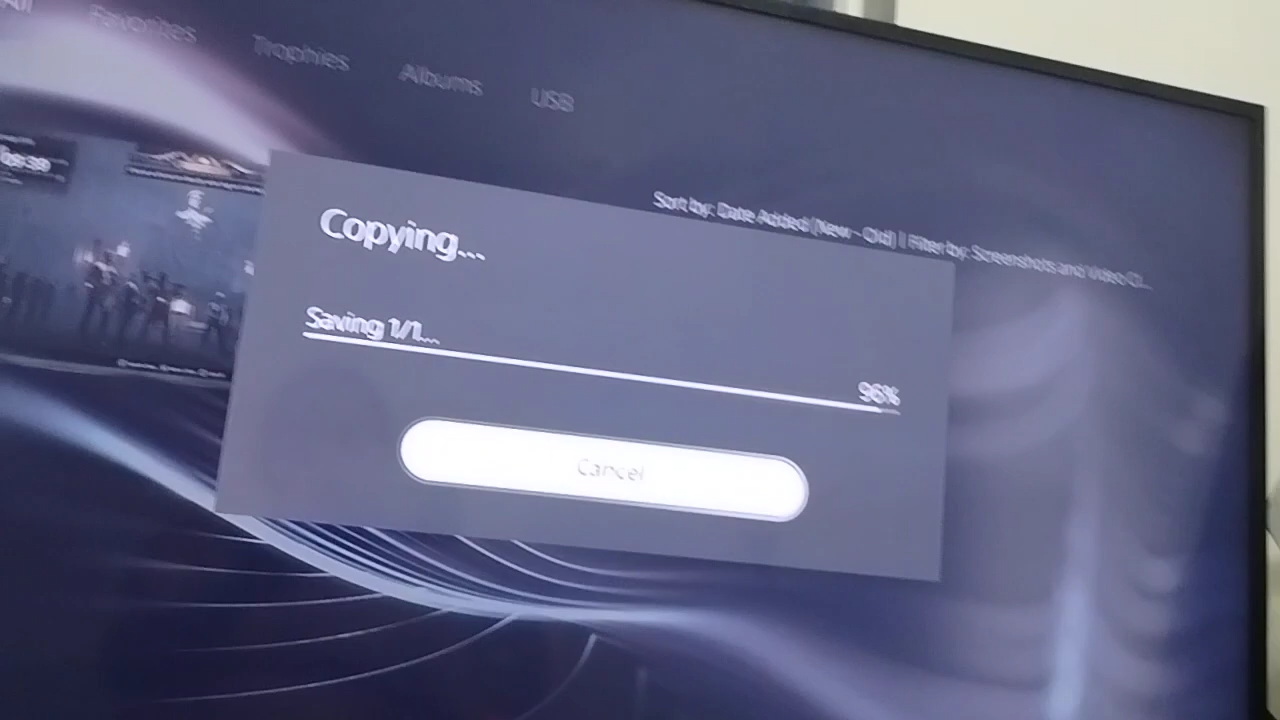 All
Favorites
Trophies
Albums
USB
Sort by: Date Added (New - Old) | Filter by: Screenshots and Video Cl...
Copying...
Saving 1/1...
96%
Cancel